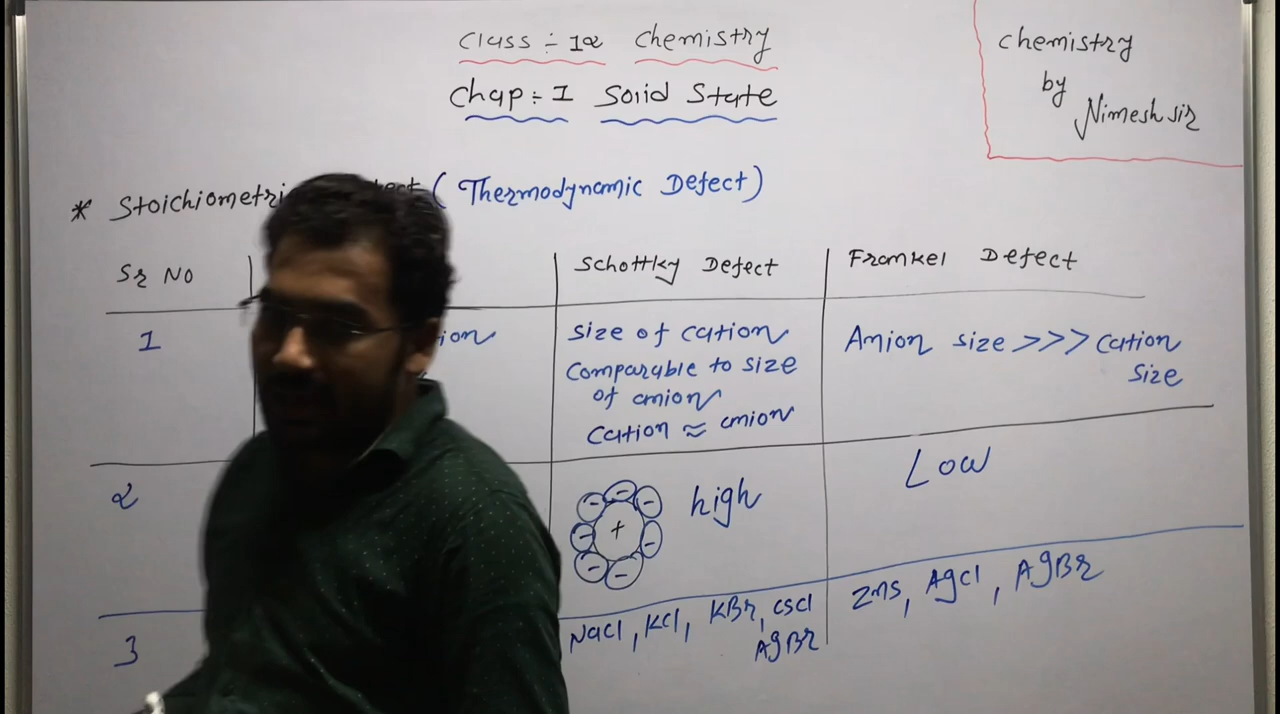 Class :- 12 Chemistry
Chap :- 1 Solid State
Chemistry
by
Nimesh sir
* (Thermodynamic Defect)
Sr No Schottky Defect Frankel Defect
1 size of cation Anion size >>> cation
comparable to size size
of anion
cation ≈ anion
2 + - - - - - - - high Low
3 NaCl, KCl, KBr, CsCl ZnS, AgCl, AgBr
AgBr